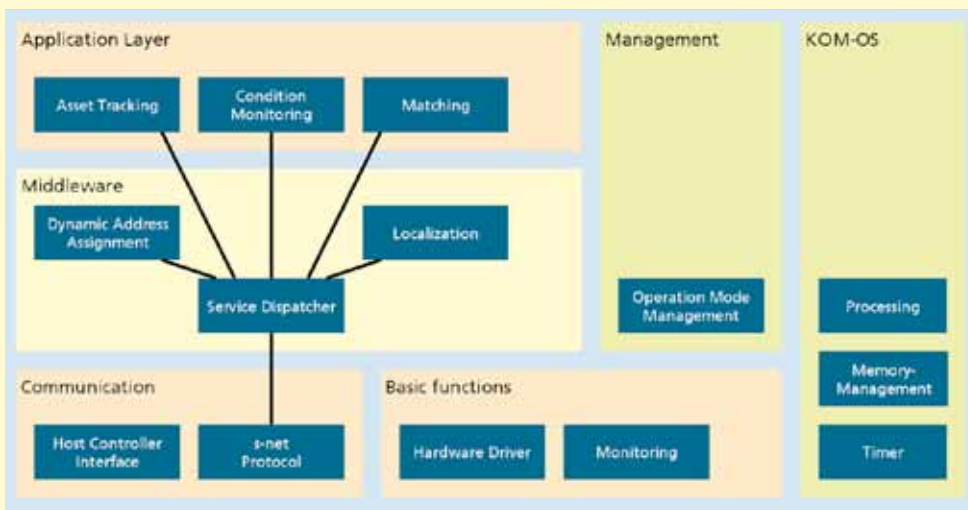 Application Layer
Management
KOM-OS
Asset Tracking
Condition
Monitoring
Matching
Middleware
Dynamic Address
Assignment
Localization
Service Dispatcher
Operation Mode
Management
Processing
Memory-
Management
Timer
Communication
Basic functions
Host Controller
Interface
s-net
Protocol
Hardware Driver
Monitoring